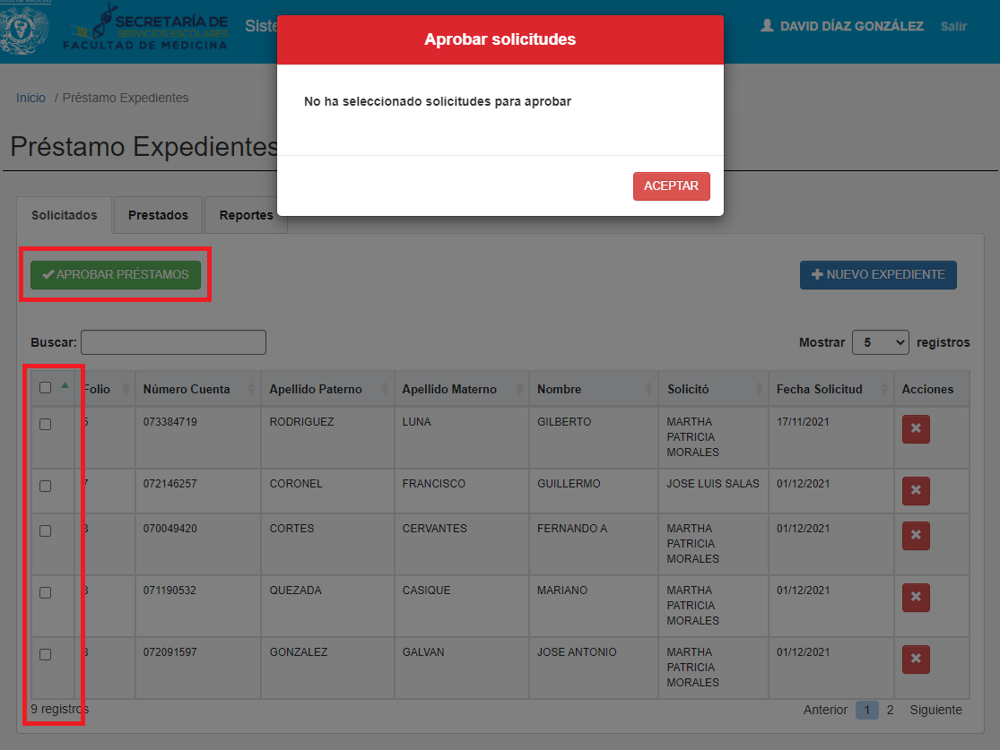 SECRETARÍA DE
SERVICIOS ESCOLARES
FACULTAD DE MEDICINA
Siste
DAVID DÍAZ GONZÁLEZ Salir
Aprobar solicitudes
No ha seleccionado solicitudes para aprobar
ACEPTAR
Inicio / Préstamo Expedientes
Préstamo Expedientes
Solicitados Prestados Reportes
APROBAR PRÉSTAMOS NUEVO EXPEDIENTE
Buscar: Mostrar 5 registros
Folio Número Cuenta Apellido Paterno Apellido Materno Nombre Solicitó Fecha Solicitud Acciones
5 073384719 RODRIGUEZ LUNA GILBERTO MARTHA 17/11/2021
PATRICIA
MORALES
7 072146257 CORONEL FRANCISCO GUILLERMO JOSE LUIS SALAS 01/12/2021
070049420 CORTES CERVANTES FERNANDO A MARTHA 01/12/2021
PATRICIA
MORALES
071190532 QUEZADA CASIQUE MARIANO MARTHA 01/12/2021
PATRICIA
MORALES
072091597 GONZALEZ GALVAN JOSE ANTONIO MARTHA 01/12/2021
PATRICIA
MORALES
9 registros Anterior 1 2 Siguiente